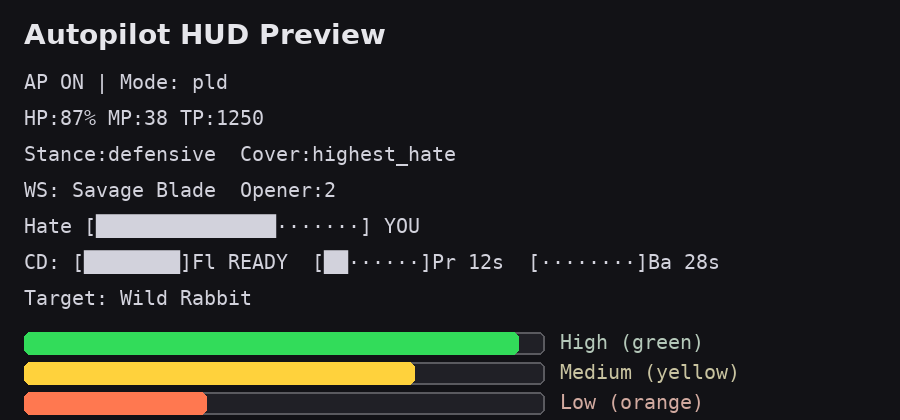 Autopilot HUD Preview
AP ON | Mode: pld
HP:87% MP:38 TP:1250
Stance:defensive  Cover:highest_hate
WS: Savage Blade  Opener:2
Hate [███████████████·······] YOU
CD: [████████]Fl READY  [██······]Pr 12s  [········]Ba 28s
Target: Wild Rabbit
High (green)
Medium (yellow)
Low (orange)